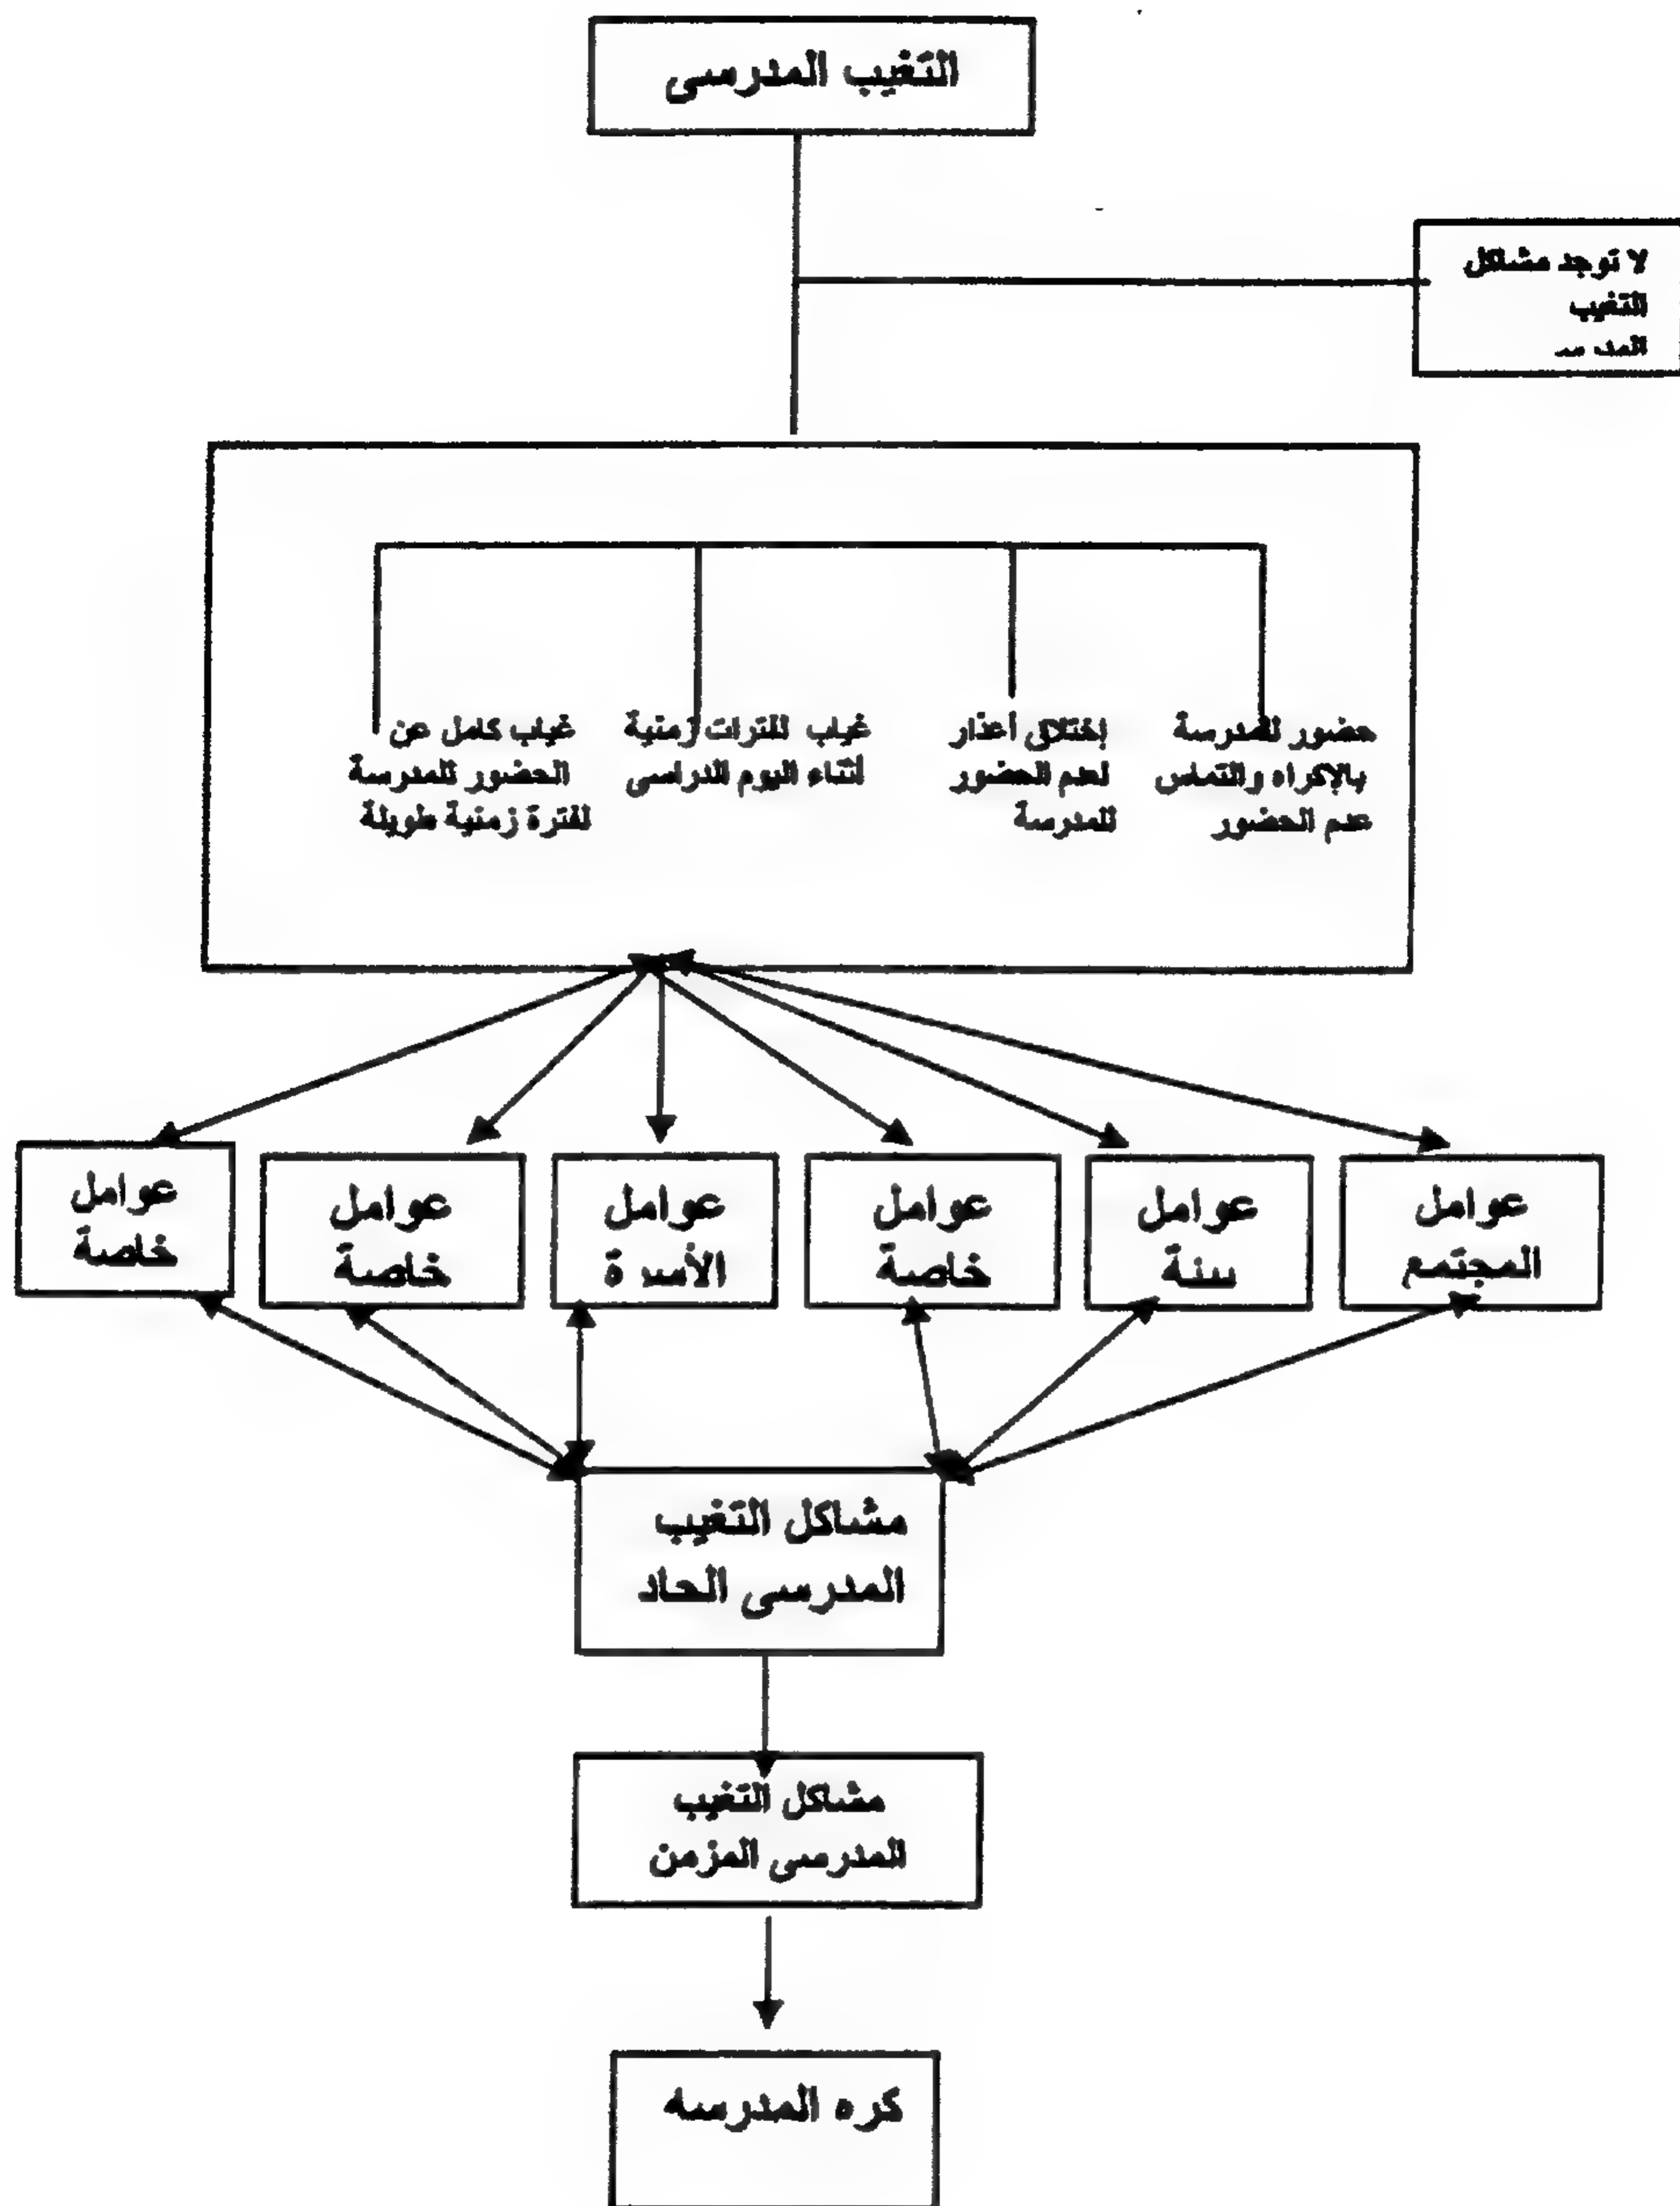 التغيب المدرسى
لا توجد مشاكل
التغيب
حضور للمدرسة
بالإكراه والتماس
عدم الحضور
إختلاق أعذار
لعدم الحضور
للمدرسة
غياب لفترات زمنية
أثناء اليوم الدراسى
غياب كامل عن
الحضور للمدرسة
لفترة زمنية طويلة
عوامل
المجتمع
عوامل
عوامل
خاصة
عوامل
الأسرة
عوامل
خاصة
عوامل
خاصة
مشاكل التغيب
المدرسى الحاد
مشاكل التغيب
المدرسى المزمن
كره المدرسه